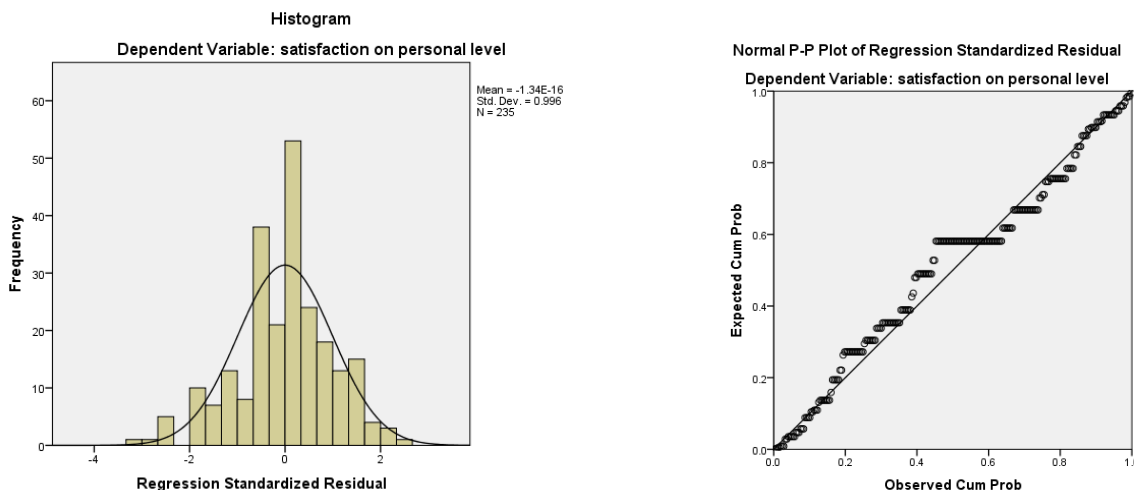 Histogram
Dependent Variable: satisfaction on personal level
Mean = -1.34E-16
Std. Dev. = 0.996
N = 235
60
50
40
30
20
10
0
Frequency
-4 -2 0 2
Regression Standardized Residual
Normal P-P Plot of Regression Standardized Residual
Dependent Variable: satisfaction on personal level
1.0
0.8
0.6
0.4
0.2
0.0
Expected Cum Prob
0.0 0.2 0.4 0.6 0.8 1.0
Observed Cum Prob